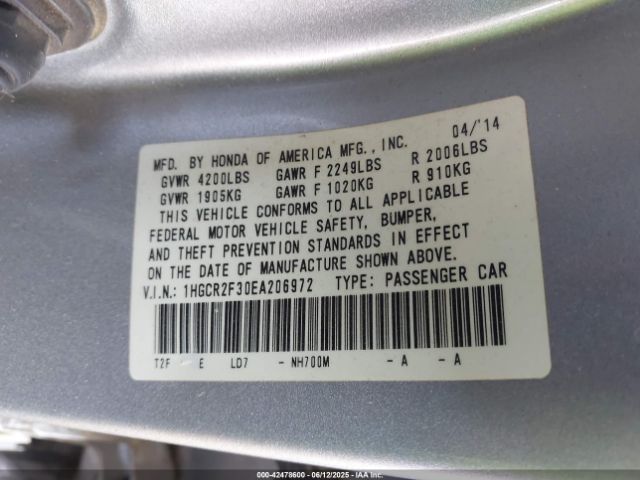 04/'14
MFD. BY HONDA OF AMERICA MFG., INC.
GVWR 4200LBS GAWR F 2249LBS R 2006LBS
GVWR 1905KG GAWR F 1020KG R 910KG
THIS VEHICLE CONFORMS TO ALL APPLICABLE
FEDERAL MOTOR VEHICLE SAFETY, BUMPER,
AND THEFT PREVENTION STANDARDS IN EFFECT
ON THE DATE OF MANUFACTURE SHOWN ABOVE.
V.I.N.: 1HGCR2F30EA206972 TYPE: PASSENGER CAR
T2F E LD7 - NH700M - A - A
000-42478600 - 06/12/2025 - IAAI.COM